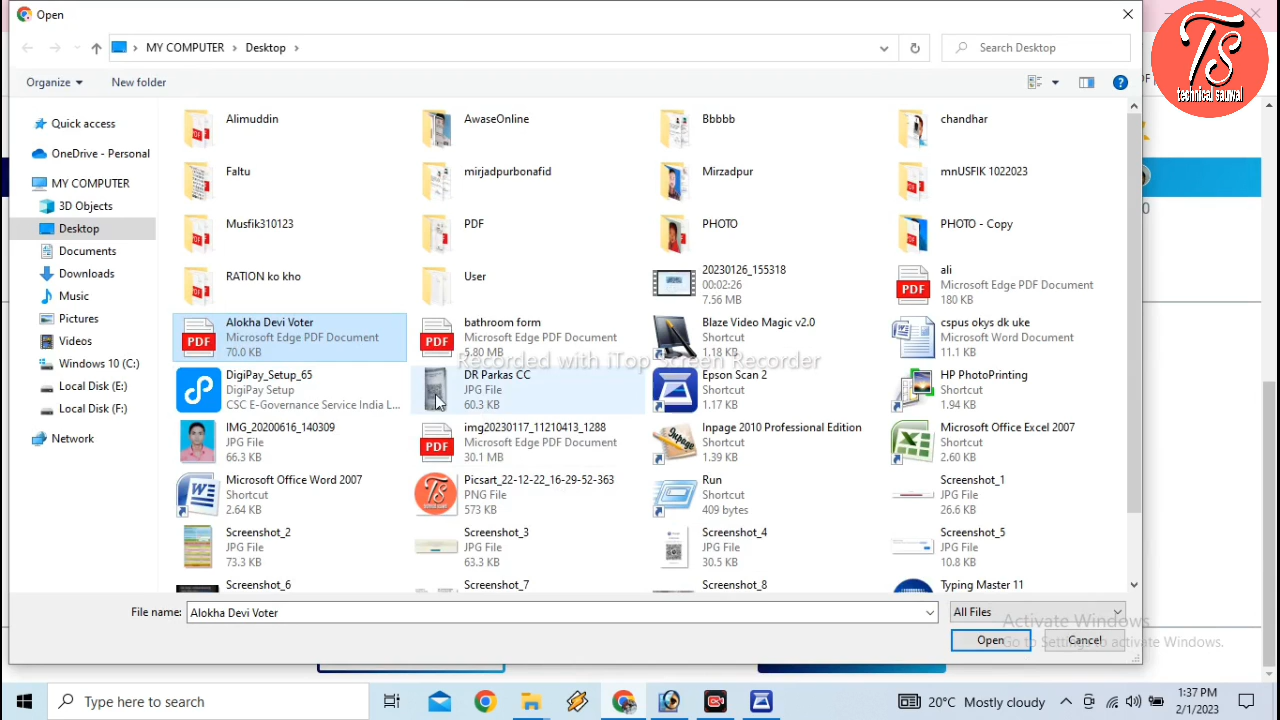 Open
MY COMPUTER
Desktop
Search Desktop
TS
technical sauwal
Organize
New folder
Quick access
OneDrive - Personal
MY COMPUTER
3D Objects
Desktop
Documents
Downloads
Music
Pictures
Videos
Windows 10 (C:)
Local Disk (E:)
Local Disk (F:)
Network
Alimuddin
AwaseOnline
Bbbbb
chandhar
Faltu
mirjadpurbonafid
Mirzadpur
mnUSFIK 1022023
Musfik310123
PDF
PHOTO
PHOTO - Copy
RATION ko kho
User
20230126_155318
00:02:26
7.56 MB
ali
Microsoft Edge PDF Document
180 KB
Alokha Devi Voter
Microsoft Edge PDF Document
70.0 KB
bathroom form
Microsoft Edge PDF Document
5.80 MB
Blaze Video Magic v2.0
Shortcut
1.18 KB
cspus okys dk uke
Microsoft Word Document
11.1 KB
Recorded with iTop Screen Recorder
DigiPay_Setup_65
DigiPay Setup
CSC E-Governance Service India L...
DR Parkas CC
JPG File
60.3 KB
Epson Scan 2
Shortcut
1.17 KB
HP PhotoPrinting
Shortcut
1.94 KB
IMG_20200616_140309
JPG File
66.3 KB
img20230117_11210413_1288
Microsoft Edge PDF Document
30.1 MB
Inpage 2010 Professional Edition
Shortcut
1.39 KB
Microsoft Office Excel 2007
Shortcut
2.60 KB
Microsoft Office Word 2007
Shortcut
2.64 KB
Picsart_22-12-22_16-29-52-363
PNG File
573 KB
Run
Shortcut
409 bytes
Screenshot_1
JPG File
26.6 KB
Screenshot_2
JPG File
73.3 KB
Screenshot_3
JPG File
63.3 KB
Screenshot_4
JPG File
30.5 KB
Screenshot_5
JPG File
10.8 KB
Screenshot_6
Screenshot_7
Screenshot_8
Typing Master 11
File name:
Alokha Devi Voter
All Files
Open
Cancel
Activate Windows
Go to Settings to activate Windows.
Type here to search
20°C Mostly cloudy
1:37 PM
2/1/2023